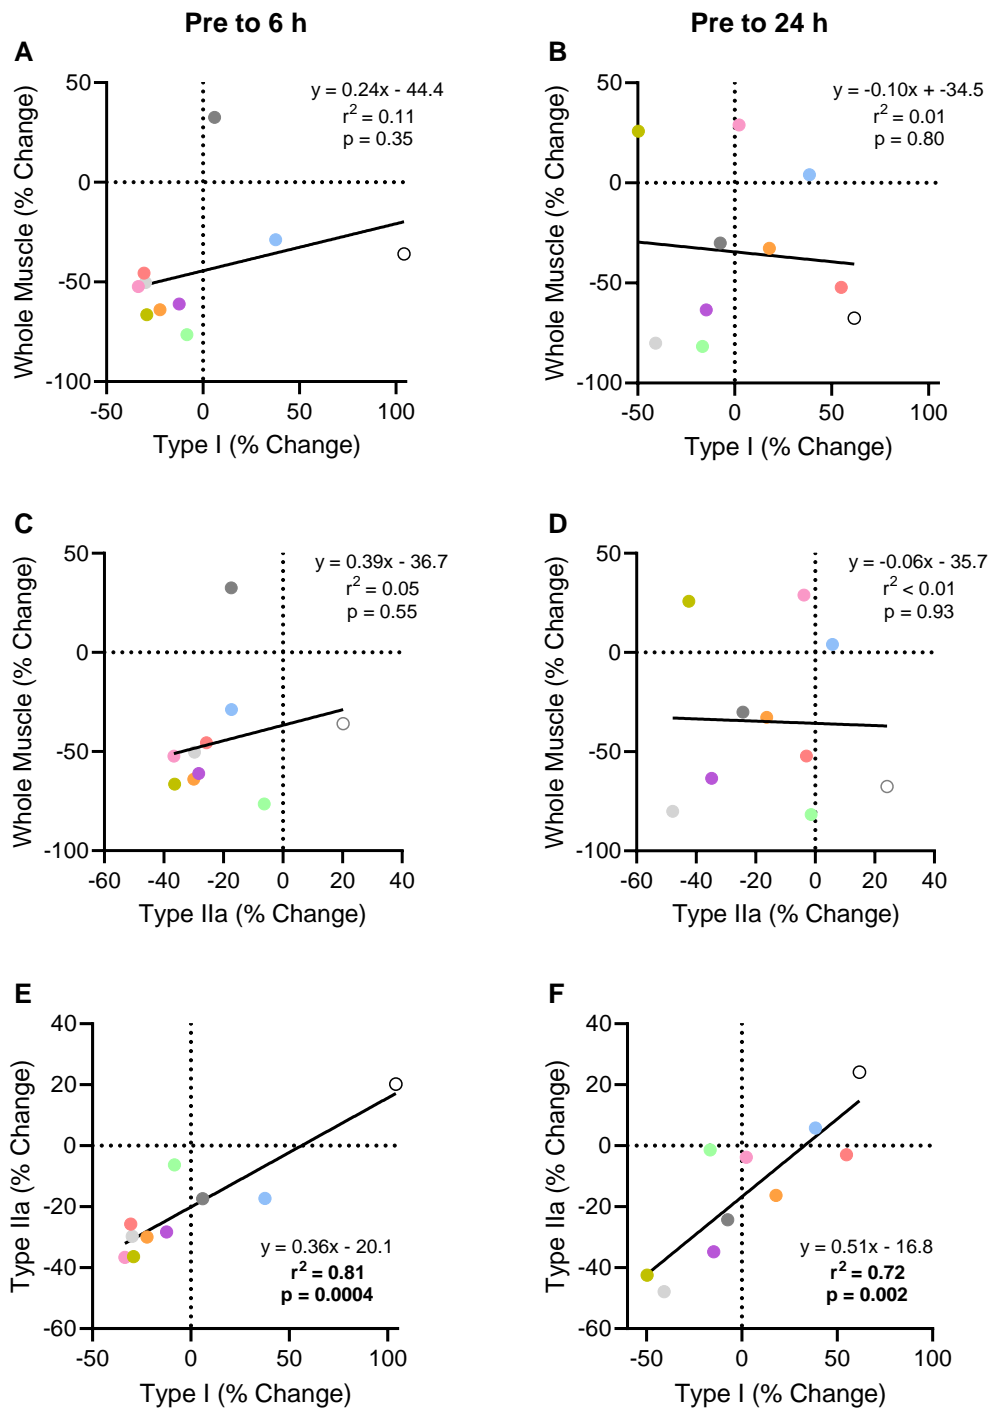 Pre to 6 h
Pre to 24 h
A
50
0
-50
-100
Whole Muscle (% Change)
y = 0.24x - 44.4
r² = 0.11
p = 0.35
-50 0 50 100
Type I (% Change)
B
50
0
-50
-100
Whole Muscle (% Change)
y = -0.10x + -34.5
r² = 0.01
p = 0.80
-50 0 50 100
Type I (% Change)
C
50
0
-50
-100
Whole Muscle (% Change)
y = 0.39x - 36.7
r² = 0.05
p = 0.55
-60 -40 -20 0 20 40
Type IIa (% Change)
D
50
0
-50
-100
Whole Muscle (% Change)
y = -0.06x - 35.7
r² < 0.01
p = 0.93
-60 -40 -20 0 20 40
Type IIa (% Change)
E
40
20
0
-20
-40
-60
Type IIa (% Change)
y = 0.36x - 20.1
r² = 0.81
p = 0.0004
-50 0 50 100
Type I (% Change)
F
40
20
0
-20
-40
-60
Type IIa (% Change)
y = 0.51x - 16.8
r² = 0.72
p = 0.002
-50 0 50 100
Type I (% Change)